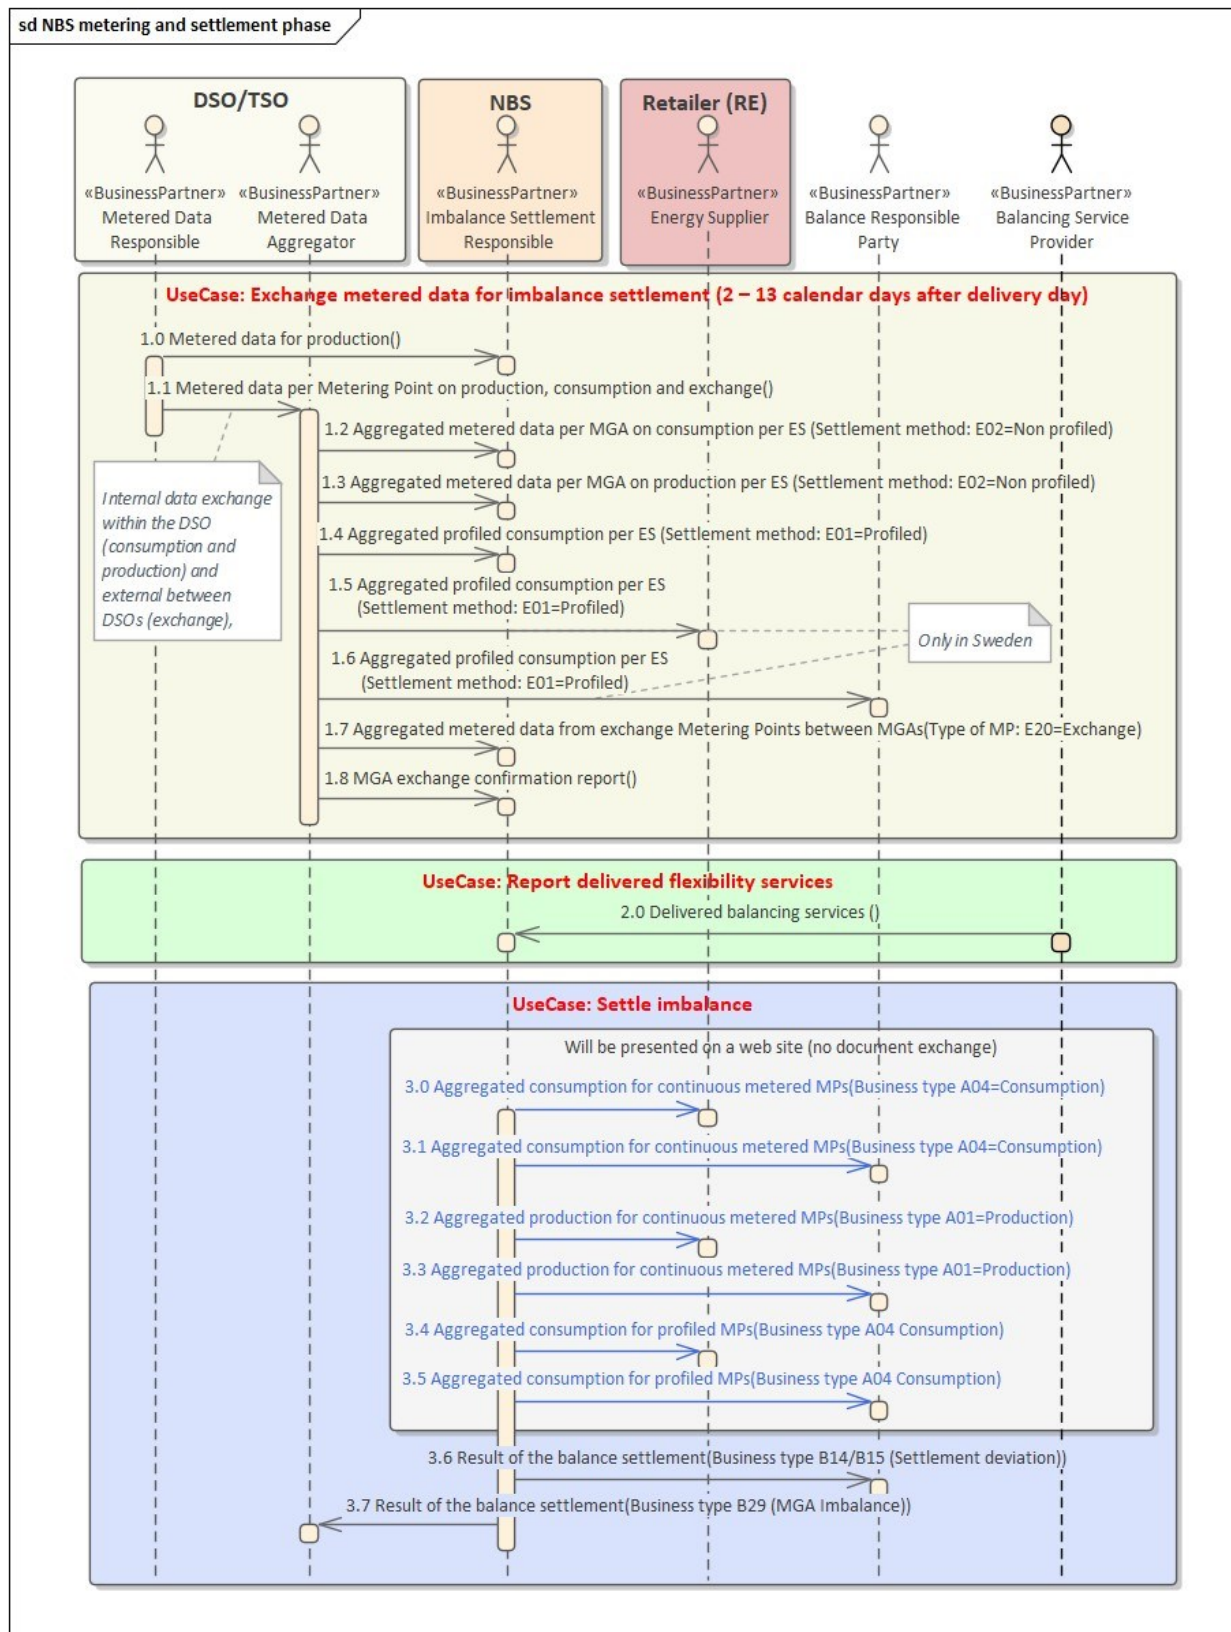 sd NBS metering and settlement phase
DSO/TSO
NBS
Retailer (RE)
«BusinessPartner»
Metered Data
Responsible
«BusinessPartner»
Metered Data
Aggregator
«BusinessPartner»
Imbalance Settlement
Responsible
«BusinessPartner»
Energy Supplier
«BusinessPartner»
Balance Responsible
Party
«BusinessPartner»
Balancing Service
Provider
UseCase: Exchange metered data for imbalance settlement (2 – 13 calendar days after delivery day)
1.0 Metered data for production()
1.1 Metered data per Metering Point on production, consumption and exchange()
1.2 Aggregated metered data per MGA on consumption per ES (Settlement method: E02=Non profiled)
Internal data exchange
within the DSO
(consumption and
production) and
external between
DSOs (exchange),
1.3 Aggregated metered data per MGA on production per ES (Settlement method: E02=Non profiled)
1.4 Aggregated profiled consumption per ES (Settlement method: E01=Profiled)
1.5 Aggregated profiled consumption per ES
(Settlement method: E01=Profiled)
Only in Sweden
1.6 Aggregated profiled consumption per ES
(Settlement method: E01=Profiled)
1.7 Aggregated metered data from exchange Metering Points between MGAs(Type of MP: E20=Exchange)
1.8 MGA exchange confirmation report()
UseCase: Report delivered flexibility services
2.0 Delivered balancing services ()
UseCase: Settle imbalance
Will be presented on a web site (no document exchange)
3.0 Aggregated consumption for continuous metered MPs(Business type A04=Consumption)
3.1 Aggregated consumption for continuous metered MPs(Business type A04=Consumption)
3.2 Aggregated production for continuous metered MPs(Business type A01=Production)
3.3 Aggregated production for continuous metered MPs(Business type A01=Production)
3.4 Aggregated consumption for profiled MPs(Business type A04 Consumption)
3.5 Aggregated consumption for profiled MPs(Business type A04 Consumption)
3.6 Result of the balance settlement(Business type B14/B15 (Settlement deviation))
3.7 Result of the balance settlement(Business type B29 (MGA Imbalance))